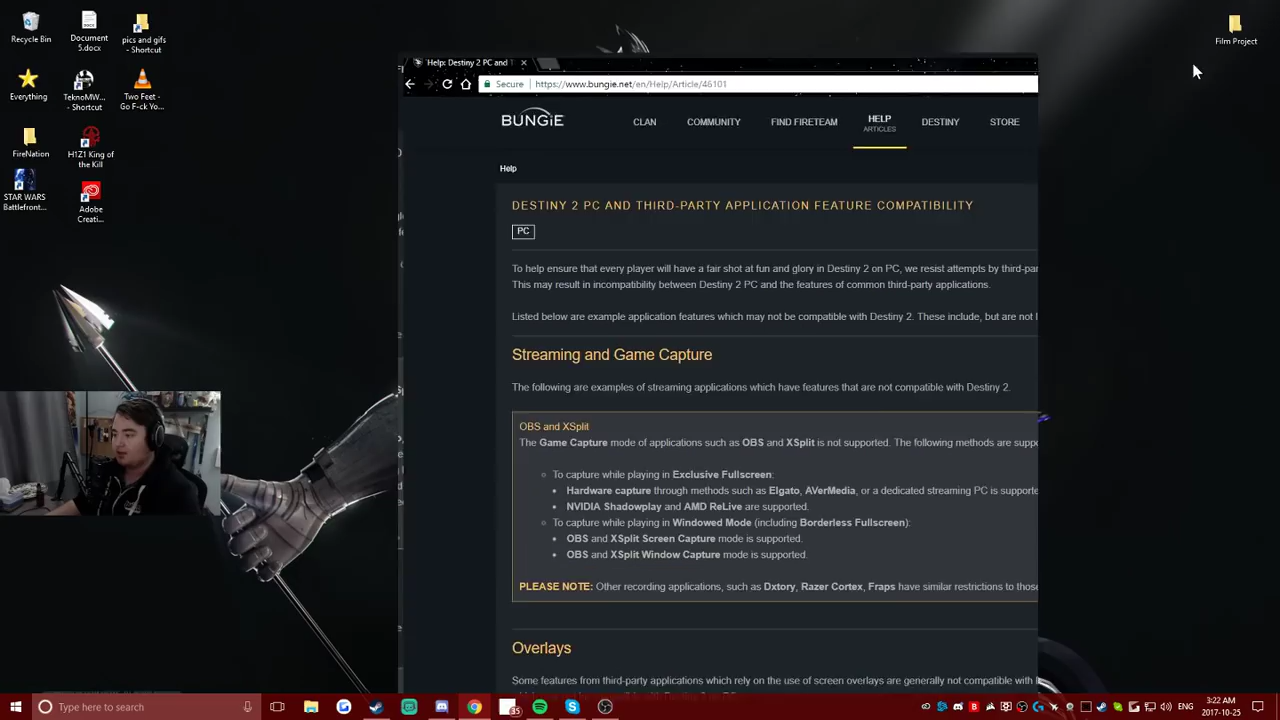 Recycle Bin
Document
5.docx
pics and gifs
- Shortcut
Film Project
Everything
TeknoMW...
- Shortcut
Two Feet -
Go F-ck Yo...
FireNation
H1Z1 King of
the Kill
STAR WARS
Battlefront...
Adobe
Creati...
Help: Destiny 2 PC and
Secure
https://www.bungie.net/en/Help/Article/46101
BUNGIE
CLAN
COMMUNITY
FIND FIRETEAM
HELP
ARTICLES
DESTINY
STORE
Help
DESTINY 2 PC AND THIRD-PARTY APPLICATION FEATURE COMPATIBILITY
PC
To help ensure that every player will have a fair shot at fun and glory in Destiny 2 on PC, we resist attempts by third-par
This may result in incompatibility between Destiny 2 PC and the features of common third-party applications.
Listed below are example application features which may not be compatible with Destiny 2. These include, but are not
Streaming and Game Capture
The following are examples of streaming applications which have features that are not compatible with Destiny 2.
OBS and XSplit
The Game Capture mode of applications such as OBS and XSplit is not supported. The following methods are supp
To capture while playing in Exclusive Fullscreen:
Hardware capture through methods such as Elgato, AVerMedia, or a dedicated streaming PC is supporte
NVIDIA Shadowplay and AMD ReLive are supported.
To capture while playing in Windowed Mode (including Borderless Fullscreen):
OBS and XSplit Screen Capture mode is supported.
OBS and XSplit Window Capture mode is supported.
PLEASE NOTE: Other recording applications, such as Dxtory, Razer Cortex, Fraps have similar restrictions to those
Overlays
Some features from third-party applications which rely on the use of screen overlays are generally not compatible with
Type here to search
3:22 AM
2017-10-25